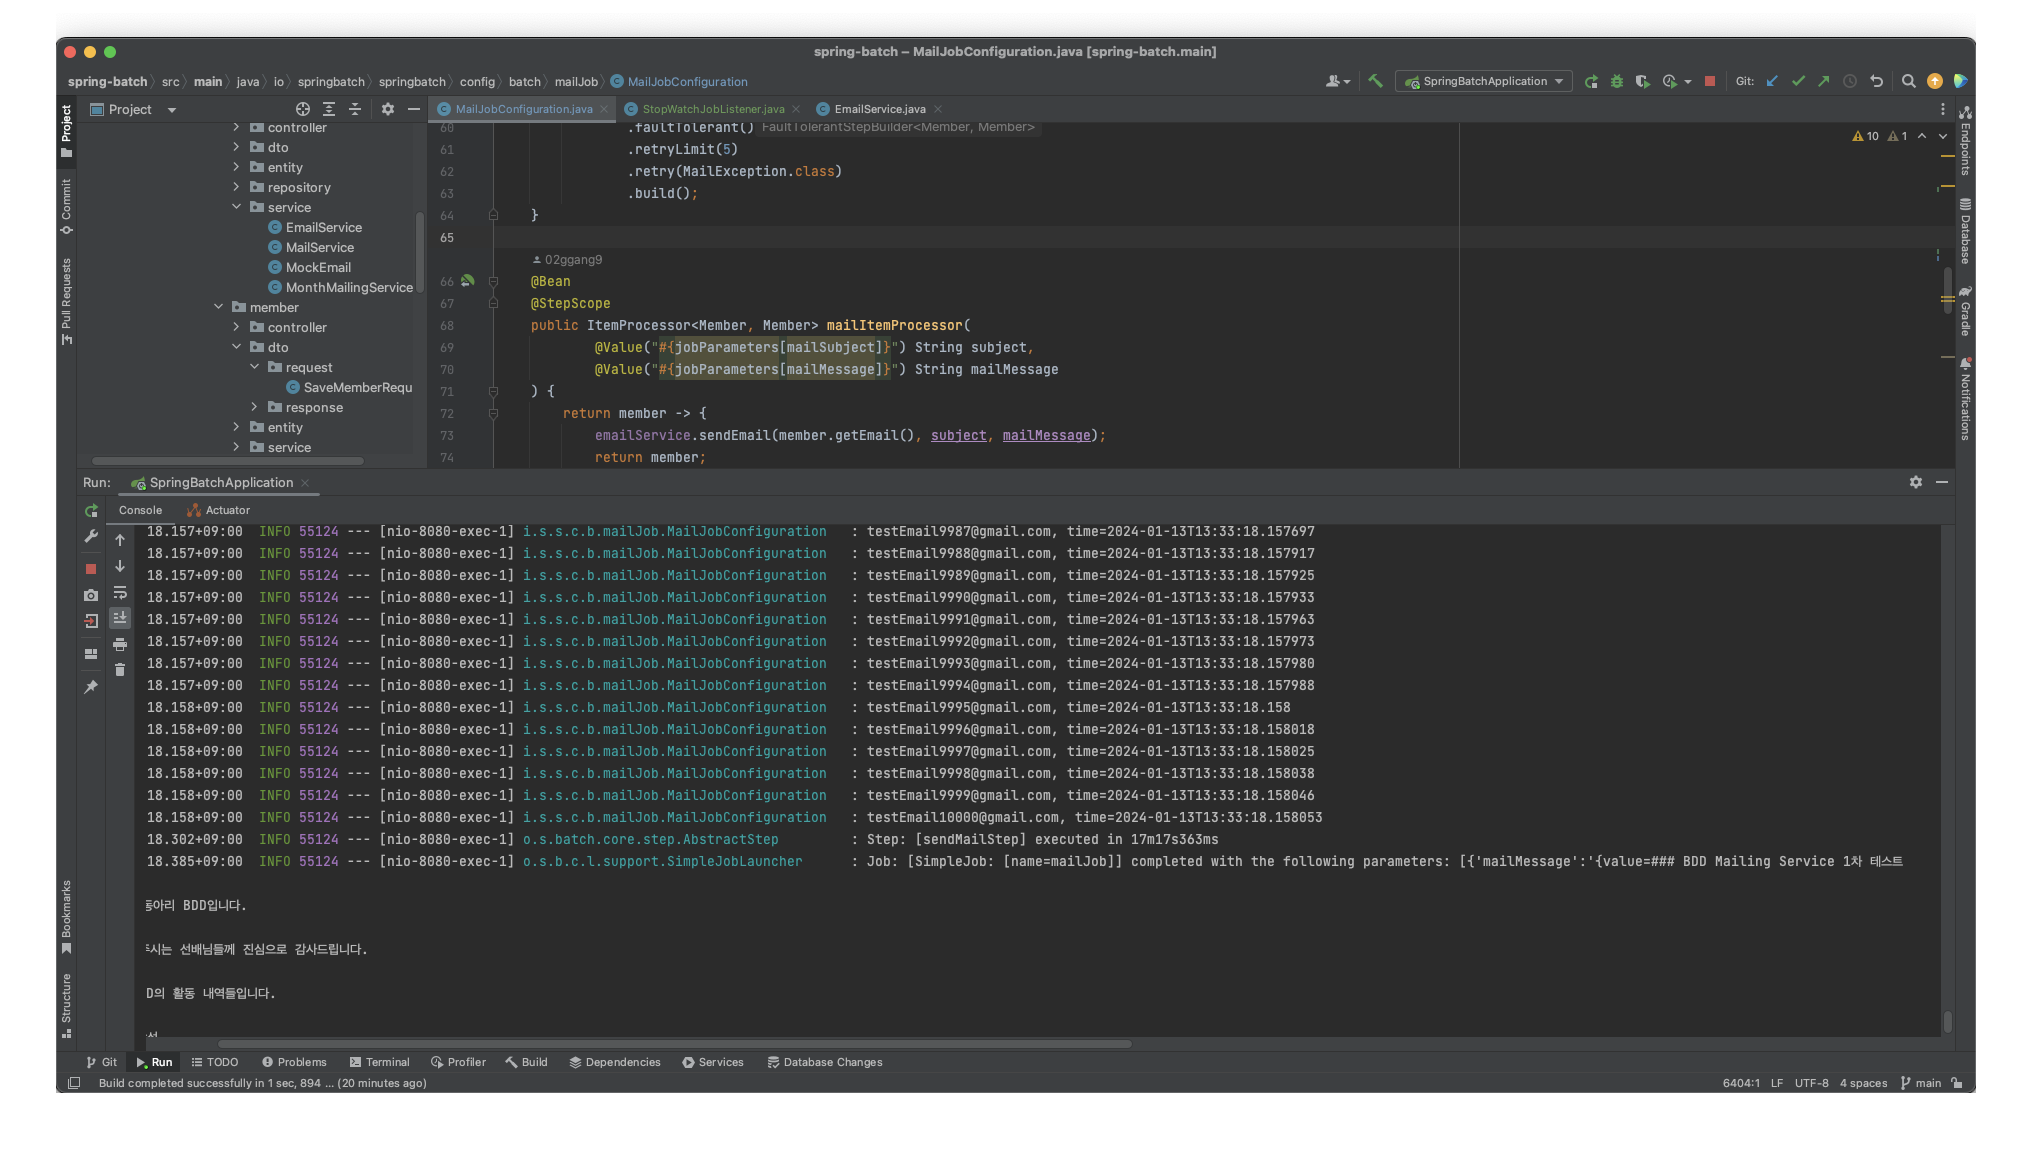 spring-batch – MailJobConfiguration.java [spring-batch.main]
spring-batch src main java io springbatch springbatch config batch mailJob MailJobConfiguration
SpringBatchApplication Git:
Project
MailJobConfiguration.java StopWatchJobListener.java EmailService.java
Project
Commit
Pull Requests
Bookmarks
Structure
controller
dto
entity
repository
service
EmailService
MailService
MockEmail
MonthMailingService
member
controller
dto
request
SaveMemberRequ
response
entity
service
10 1
60 .faultTolerant() FaultTolerantStepBuilder<Member, Member>
61 .retryLimit(5)
62 .retry(MailException.class)
63 .build();
64 }
65
02ggang9
66 @Bean
67 @StepScope
68 public ItemProcessor<Member, Member> mailItemProcessor(
69 @Value("#{jobParameters[mailSubject]}") String subject,
70 @Value("#{jobParameters[mailMessage]}") String mailMessage
71 ) {
72 return member -> {
73 emailService.sendEmail(member.getEmail(), subject, mailMessage);
74 return member;
Endpoints
Database
Gradle
Notifications
Run: SpringBatchApplication
Console Actuator
18.157+09:00 INFO 55124 --- [nio-8080-exec-1] i.s.s.c.b.mailJob.MailJobConfiguration : testEmail9987@gmail.com, time=2024-01-13T13:33:18.157697
18.157+09:00 INFO 55124 --- [nio-8080-exec-1] i.s.s.c.b.mailJob.MailJobConfiguration : testEmail9988@gmail.com, time=2024-01-13T13:33:18.157917
18.157+09:00 INFO 55124 --- [nio-8080-exec-1] i.s.s.c.b.mailJob.MailJobConfiguration : testEmail9989@gmail.com, time=2024-01-13T13:33:18.157925
18.157+09:00 INFO 55124 --- [nio-8080-exec-1] i.s.s.c.b.mailJob.MailJobConfiguration : testEmail9990@gmail.com, time=2024-01-13T13:33:18.157933
18.157+09:00 INFO 55124 --- [nio-8080-exec-1] i.s.s.c.b.mailJob.MailJobConfiguration : testEmail9991@gmail.com, time=2024-01-13T13:33:18.157963
18.157+09:00 INFO 55124 --- [nio-8080-exec-1] i.s.s.c.b.mailJob.MailJobConfiguration : testEmail9992@gmail.com, time=2024-01-13T13:33:18.157973
18.157+09:00 INFO 55124 --- [nio-8080-exec-1] i.s.s.c.b.mailJob.MailJobConfiguration : testEmail9993@gmail.com, time=2024-01-13T13:33:18.157980
18.157+09:00 INFO 55124 --- [nio-8080-exec-1] i.s.s.c.b.mailJob.MailJobConfiguration : testEmail9994@gmail.com, time=2024-01-13T13:33:18.157988
18.158+09:00 INFO 55124 --- [nio-8080-exec-1] i.s.s.c.b.mailJob.MailJobConfiguration : testEmail9995@gmail.com, time=2024-01-13T13:33:18.158
18.158+09:00 INFO 55124 --- [nio-8080-exec-1] i.s.s.c.b.mailJob.MailJobConfiguration : testEmail9996@gmail.com, time=2024-01-13T13:33:18.158018
18.158+09:00 INFO 55124 --- [nio-8080-exec-1] i.s.s.c.b.mailJob.MailJobConfiguration : testEmail9997@gmail.com, time=2024-01-13T13:33:18.158025
18.158+09:00 INFO 55124 --- [nio-8080-exec-1] i.s.s.c.b.mailJob.MailJobConfiguration : testEmail9998@gmail.com, time=2024-01-13T13:33:18.158038
18.158+09:00 INFO 55124 --- [nio-8080-exec-1] i.s.s.c.b.mailJob.MailJobConfiguration : testEmail9999@gmail.com, time=2024-01-13T13:33:18.158046
18.158+09:00 INFO 55124 --- [nio-8080-exec-1] i.s.s.c.b.mailJob.MailJobConfiguration : testEmail10000@gmail.com, time=2024-01-13T13:33:18.158053
18.302+09:00 INFO 55124 --- [nio-8080-exec-1] o.s.batch.core.step.AbstractStep : Step: [sendMailStep] executed in 17m17s363ms
18.385+09:00 INFO 55124 --- [nio-8080-exec-1] o.s.b.c.l.support.SimpleJobLauncher : Job: [SimpleJob: [name=mailJob]] completed with the following parameters: [{'mailMessage':'{value=### BDD Mailing Service 1차 테스트
동아리 BDD입니다.
주시는 선배님들께 진심으로 감사드립니다.
D의 활동 내역들입니다.
Git Run TODO Problems Terminal Profiler Build Dependencies Services Database Changes
Build completed successfully in 1 sec, 894 ... (20 minutes ago)
6404:1 LF UTF-8 4 spaces main